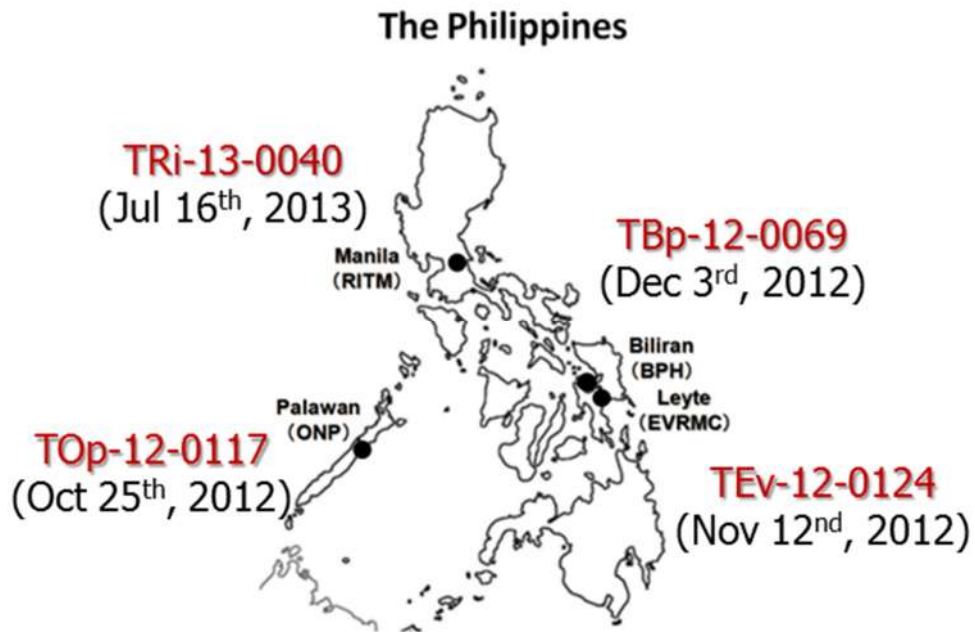 The Philippines
TRi-13-0040
(Jul 16th, 2013)
Manila
(RITM)
TBp-12-0069
(Dec 3rd, 2012)
Biliran
(BPH)
Leyte
(EVRMC)
Palawan
(ONP)
TOp-12-0117
(Oct 25th, 2012)
TEv-12-0124
(Nov 12nd, 2012)